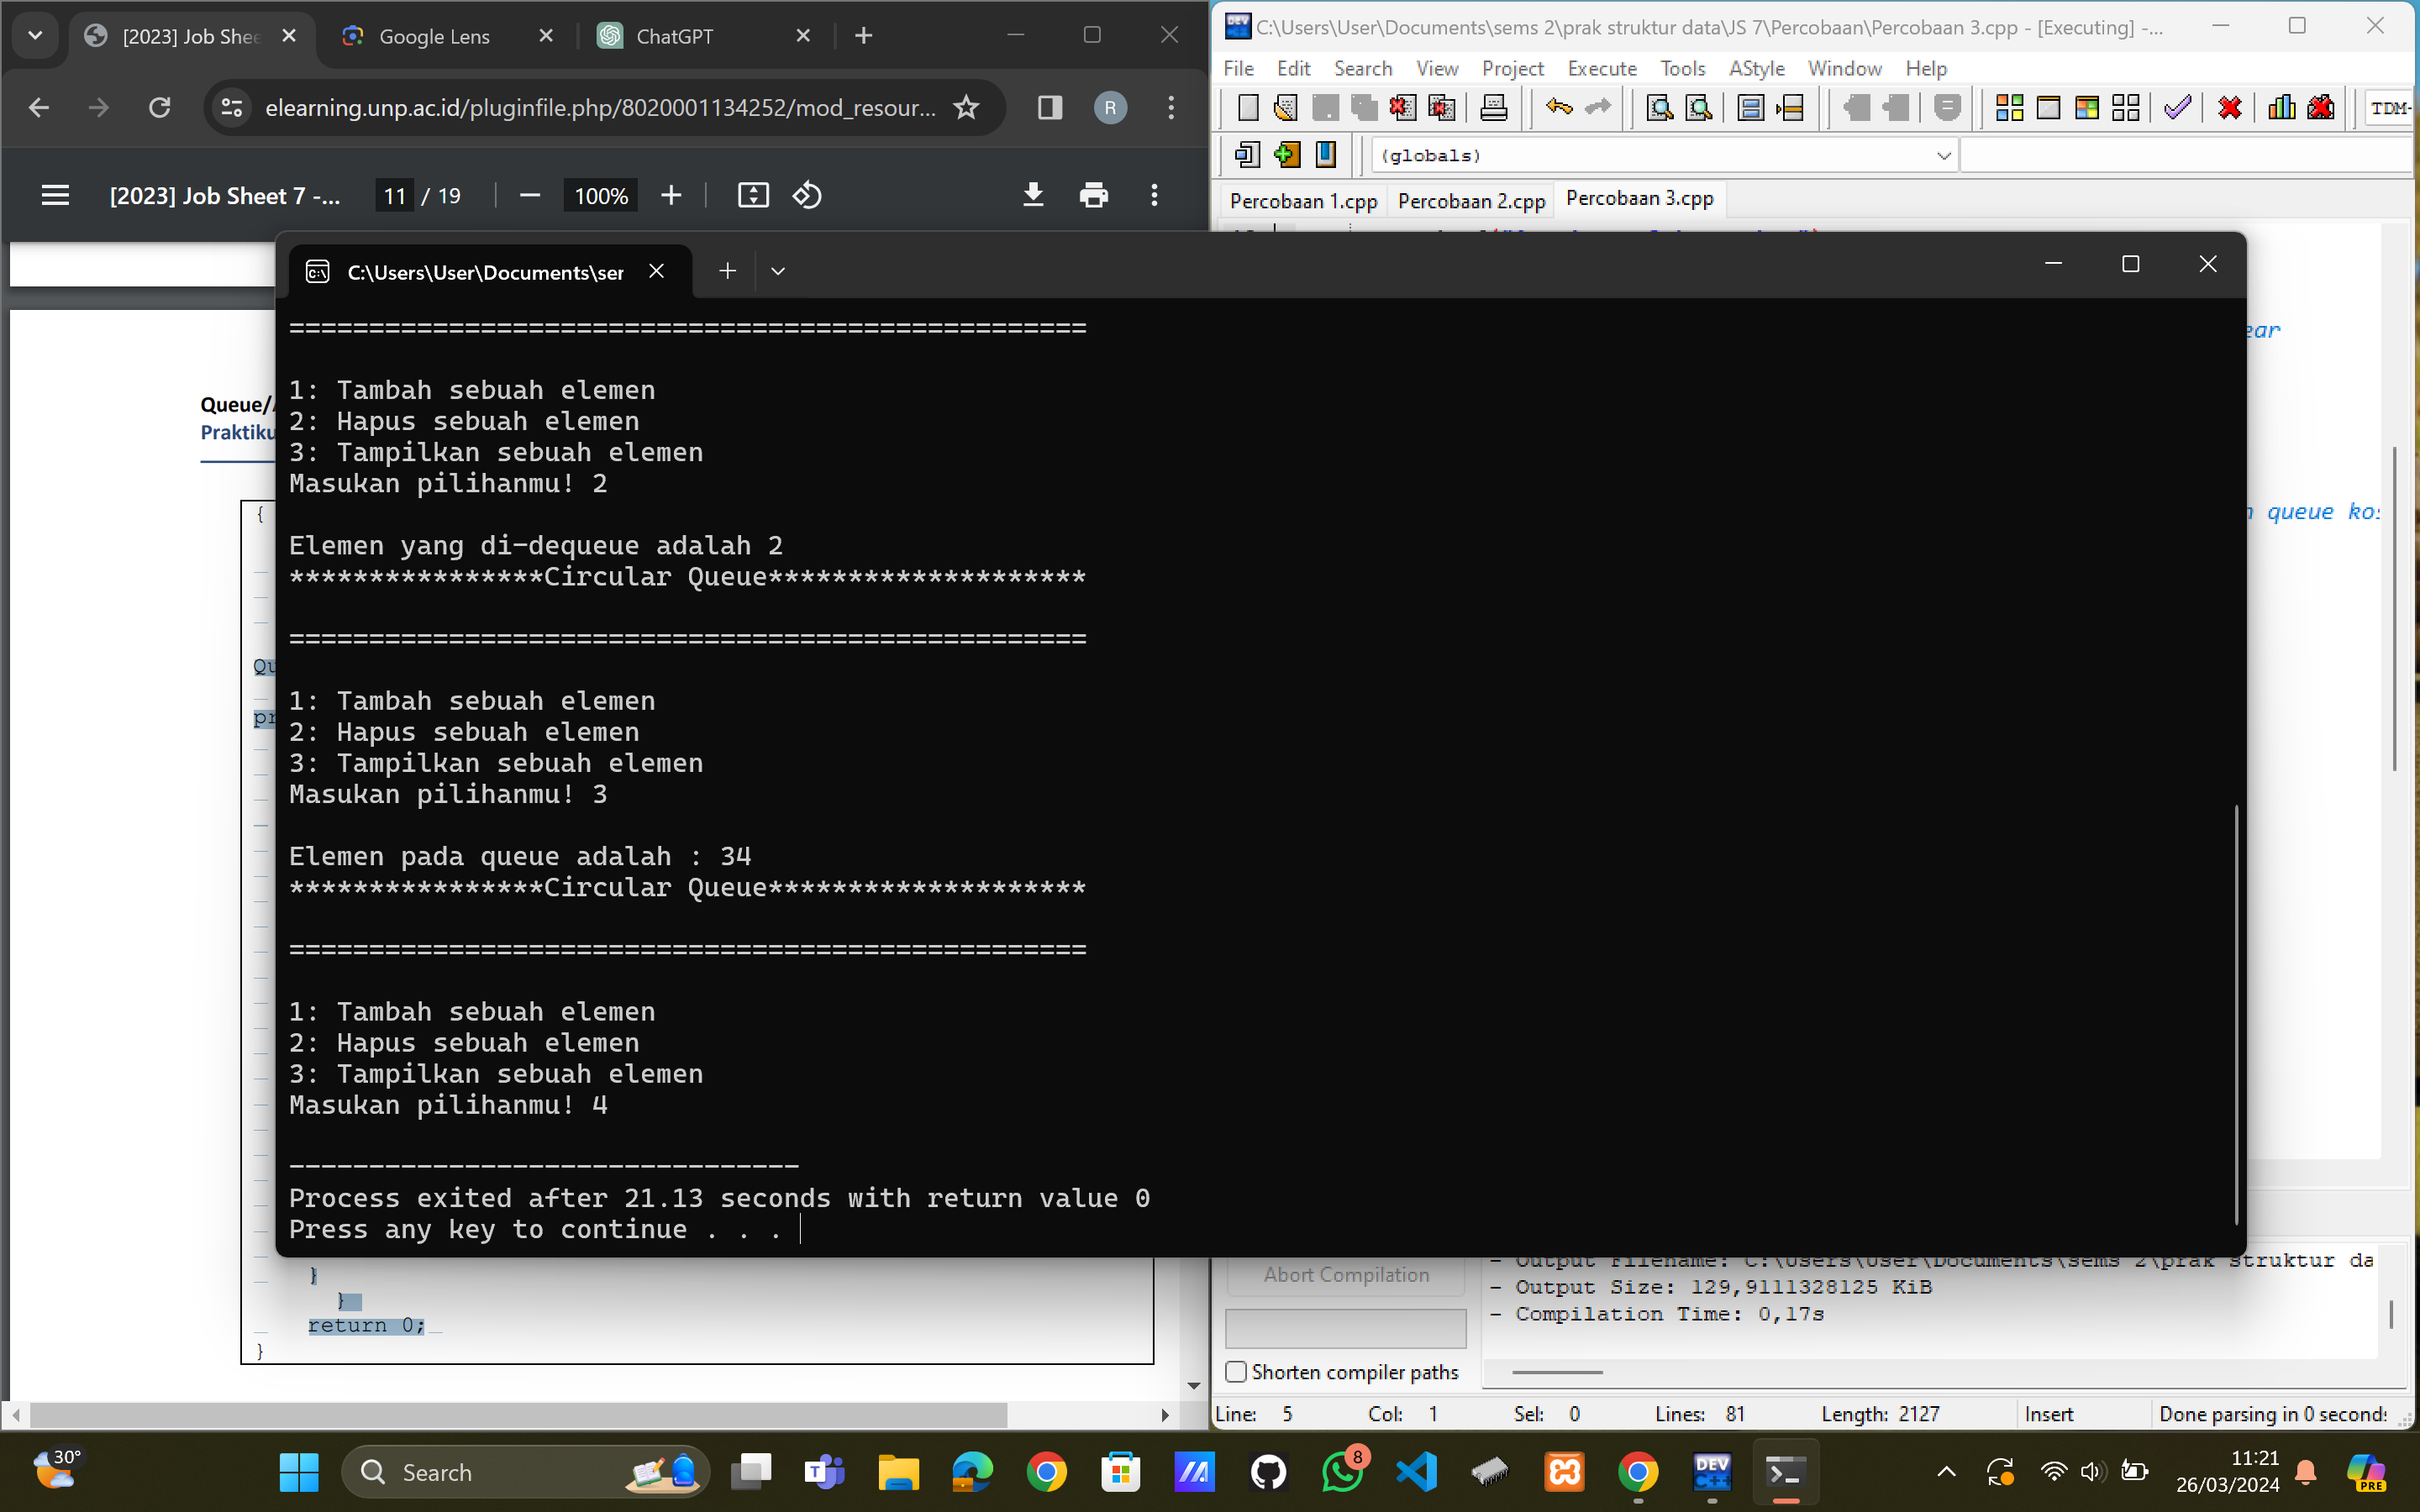 [2023] Job Shee
Google Lens
ChatGPT
elearning.unp.ac.id/pluginfile.php/8020001134252/mod_resour...
R
[2023] Job Sheet 7 -...
11 / 19
100%
Queue/
Praktiku
{
Qu
pr
}
}
return 0;
}
C:\Users\User\Documents\sems 2\prak struktur data\JS 7\Percobaan\Percobaan 3.cpp - [Executing] -...
File Edit Search View Project Execute Tools AStyle Window Help
TDM-
(globals)
Percobaan 1.cpp Percobaan 2.cpp Percobaan 3.cpp
ear
queue ko
C:\Users\User\Documents\ser
==================================================
1: Tambah sebuah elemen
2: Hapus sebuah elemen
3: Tampilkan sebuah elemen
Masukan pilihanmu! 2
Elemen yang di-dequeue adalah 2
****************Circular Queue********************
==================================================
1: Tambah sebuah elemen
2: Hapus sebuah elemen
3: Tampilkan sebuah elemen
Masukan pilihanmu! 3
Elemen pada queue adalah : 34
****************Circular Queue********************
==================================================
1: Tambah sebuah elemen
2: Hapus sebuah elemen
3: Tampilkan sebuah elemen
Masukan pilihanmu! 4
--------------------------------
Process exited after 21.13 seconds with return value 0
Press any key to continue . . .
Abort Compilation
Shorten compiler paths
- Output Filename: C:\Users\User\Documents\sems 2\prak struktur da
- Output Size: 129,9111328125 KiB
- Compilation Time: 0,17s
Line: 5 Col: 1 Sel: 0 Lines: 81 Length: 2127 Insert Done parsing in 0 seconds
30°
Search
8
DEV C++
11:21
26/03/2024
PRE